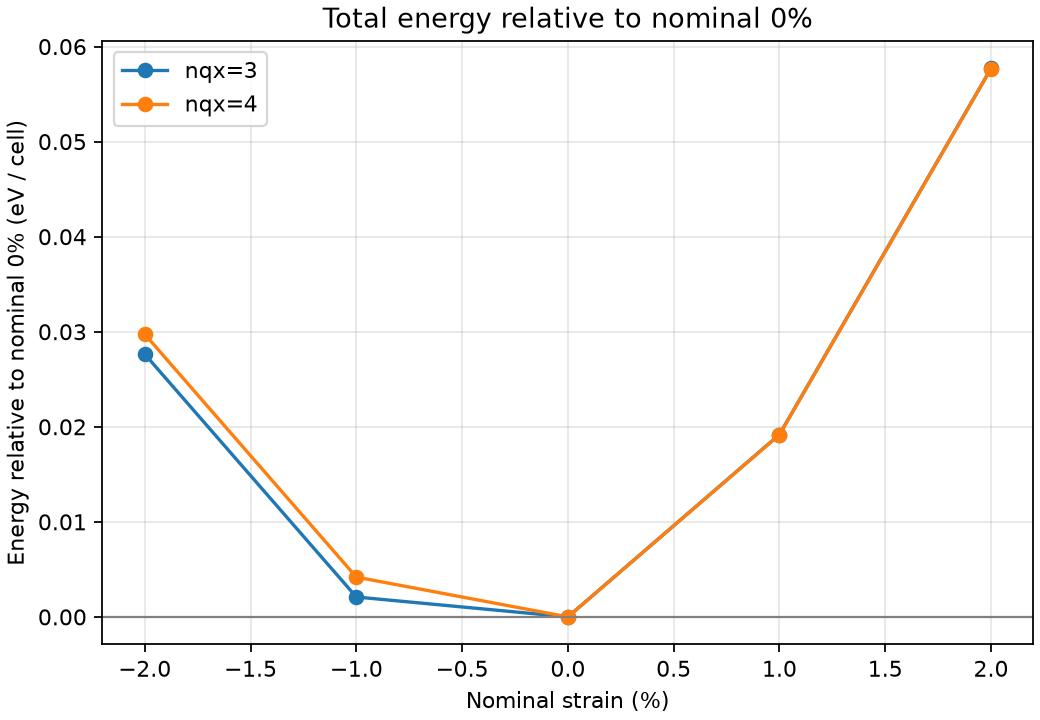 Total energy relative to nominal 0%
Energy relative to nominal 0% (eV / cell)
0.06
0.05
0.04
0.03
0.02
0.01
0.00
nqx=3
nqx=4
−2.0 −1.5 −1.0 −0.5 0.0 0.5 1.0 1.5 2.0
Nominal strain (%)